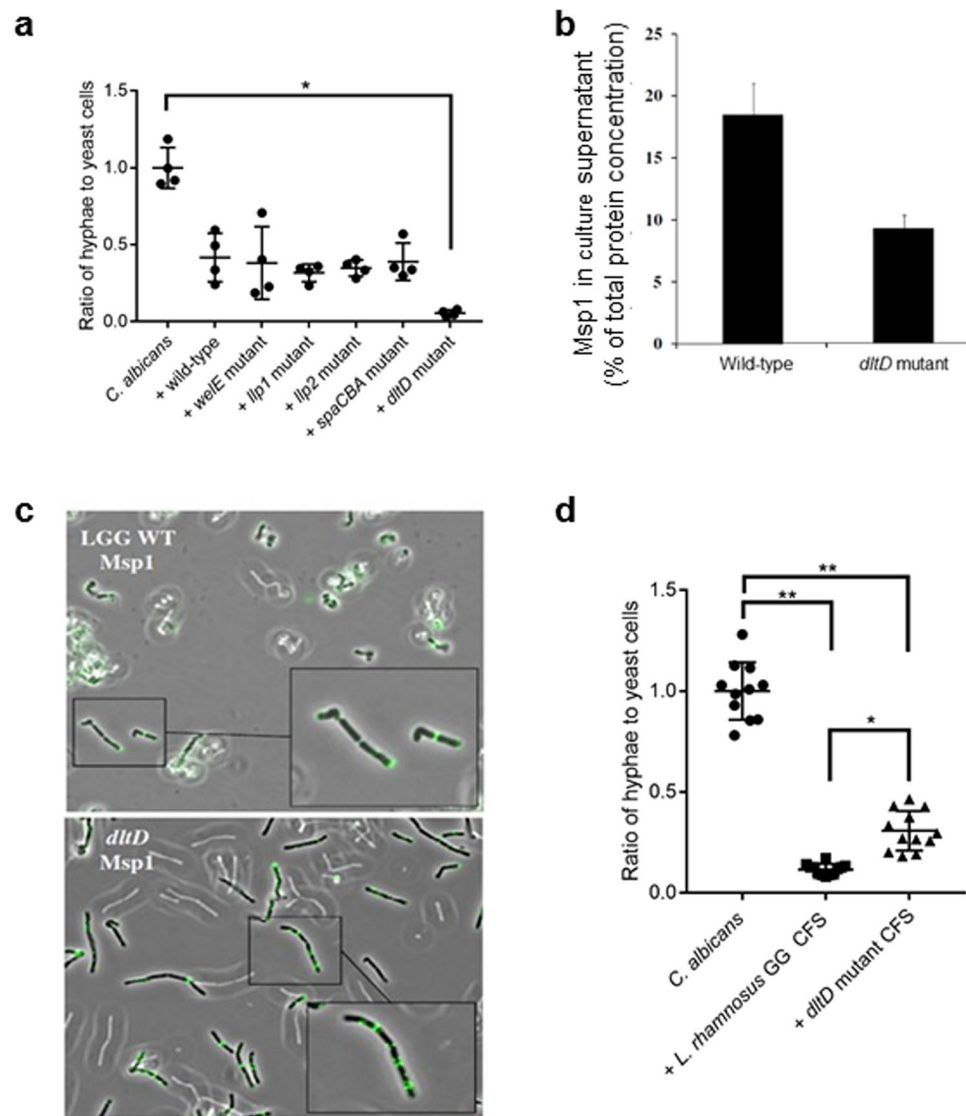 a
*
1.5
1.0
0.5
0.0
Ratio of hyphae to yeast cells
C. albicans
+ wild-type
+ welE mutant
+ llp1 mutant
+ llp2 mutant
+ spaCBA mutant
+ dltD mutant
b
Msp1 in culture supernatant
(% of total protein concentration)
25
20
15
10
5
0
Wild-type
dltD mutant
c
LGG WT
Msp1
dltD
Msp1
d
**
**
*
1.5
1.0
0.5
0.0
Ratio of hyphae to yeast cells
C. albicans
+ L. rhamnosus GG CFS
+ dltD mutant CFS